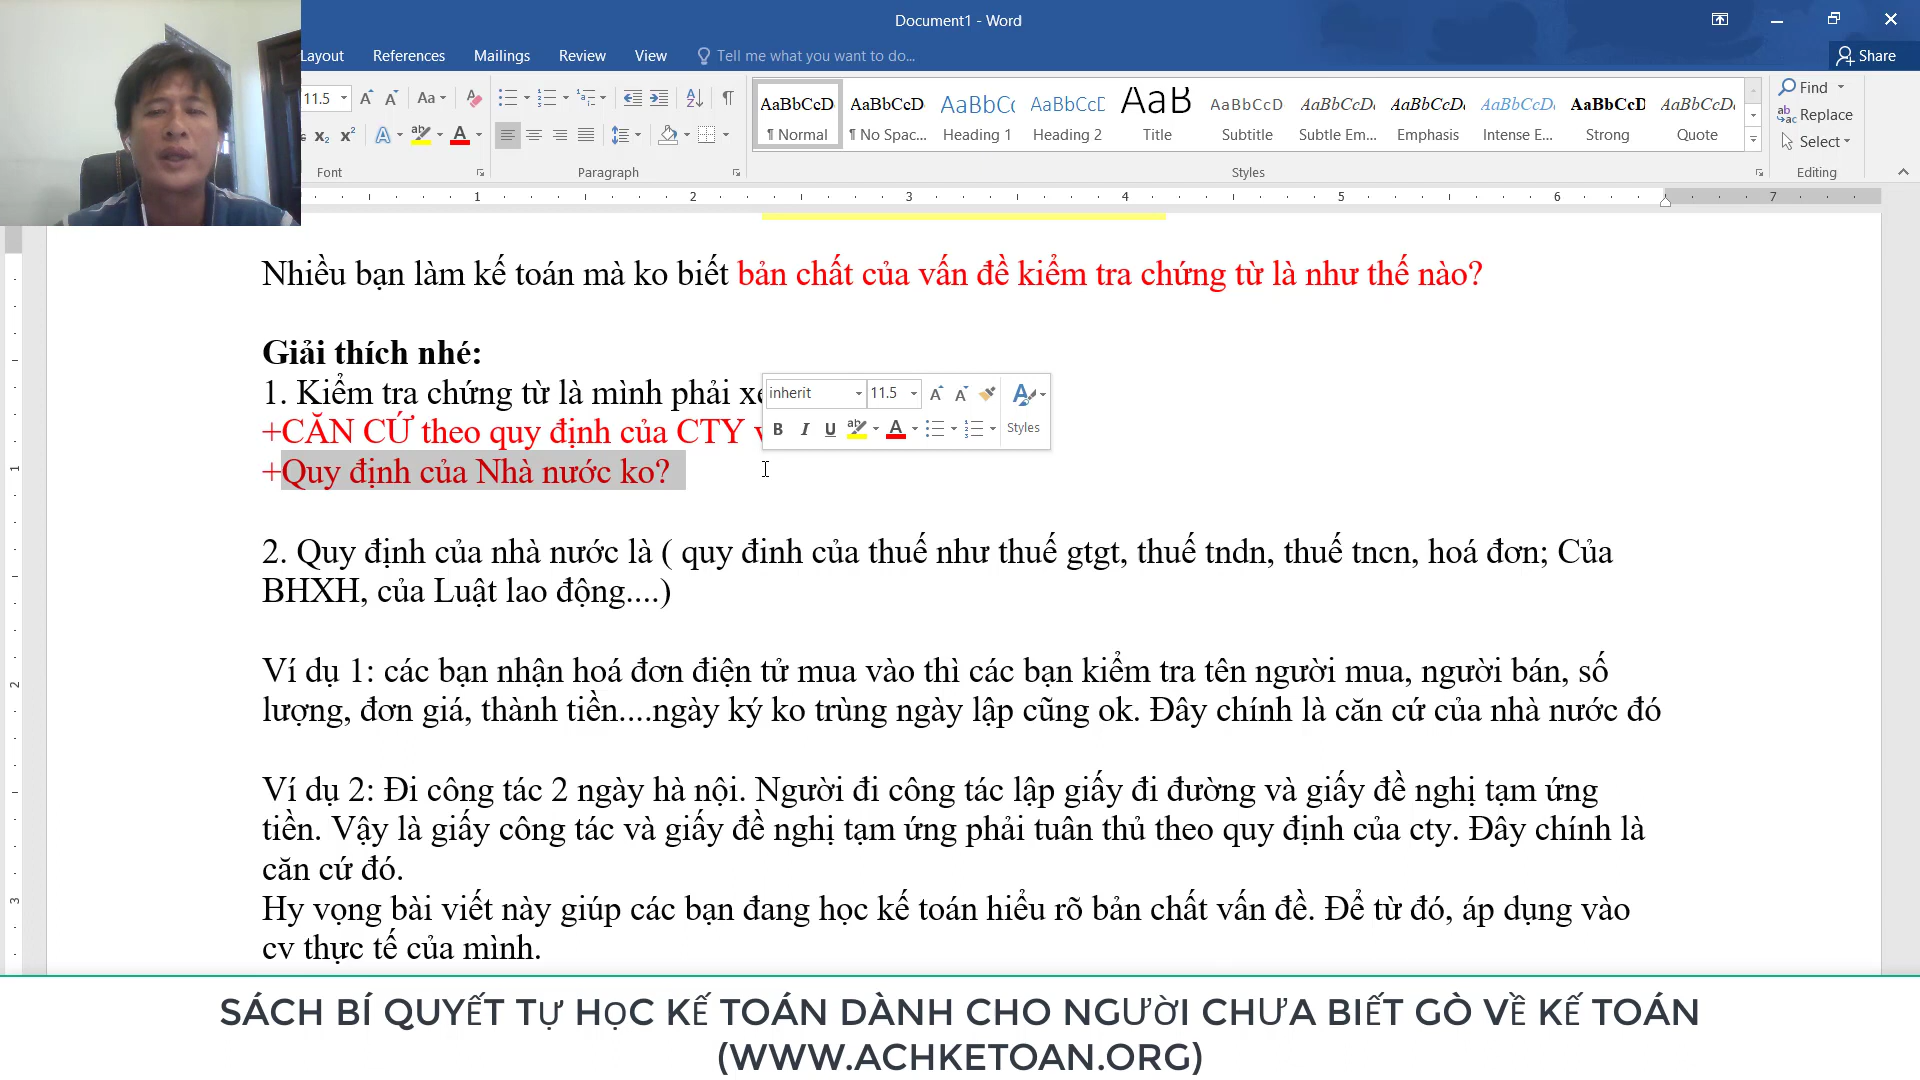 Document1 - Word
Layout References Mailings Review View Tell me what you want to do... Share
11.5 Aa
Font Paragraph Styles Editing
AaBbCcD AaBbCcD AaBbC AaBbCcD AaB AaBbCcD AaBbCcD AaBbCcD AaBbCcD AaBbCcD AaBbCcD
¶ Normal ¶ No Spac... Heading 1 Heading 2 Title Subtitle Subtle Em... Emphasis Intense E... Strong Quote
Find
Replace
Select
1 2 3 4 5 6 7
Nhiều bạn làm kế toán mà ko biết bản chất của vấn đề kiểm tra chứng từ là như thế nào?
Giải thích nhé:
1. Kiểm tra chứng từ là mình phải
+CĂN CỨ theo quy định của CTY
+Quy định của Nhà nước ko?
inherit 11.5
B I U Styles
2. Quy định của nhà nước là ( quy đinh của thuế như thuế gtgt, thuế tndn, thuế tncn, hoá đơn; Của
BHXH, của Luật lao động....)
Ví dụ 1: các bạn nhận hoá đơn điện tử mua vào thì các bạn kiểm tra tên người mua, người bán, số
lượng, đơn giá, thành tiền....ngày ký ko trùng ngày lập cũng ok. Đây chính là căn cứ của nhà nước đó
Ví dụ 2: Đi công tác 2 ngày hà nội. Người đi công tác lập giấy đi đường và giấy đề nghị tạm ứng
tiền. Vậy là giấy công tác và giấy đề nghị tạm ứng phải tuân thủ theo quy định của cty. Đây chính là
căn cứ đó.
Hy vọng bài viết này giúp các bạn đang học kế toán hiểu rõ bản chất vấn đề. Để từ đó, áp dụng vào
cv thực tế của mình.
SÁCH BÍ QUYẾT TỰ HỌC KẾ TOÁN DÀNH CHO NGƯỜI CHƯA BIẾT GÒ VỀ KẾ TOÁN
(WWW.ACHKETOAN.ORG)